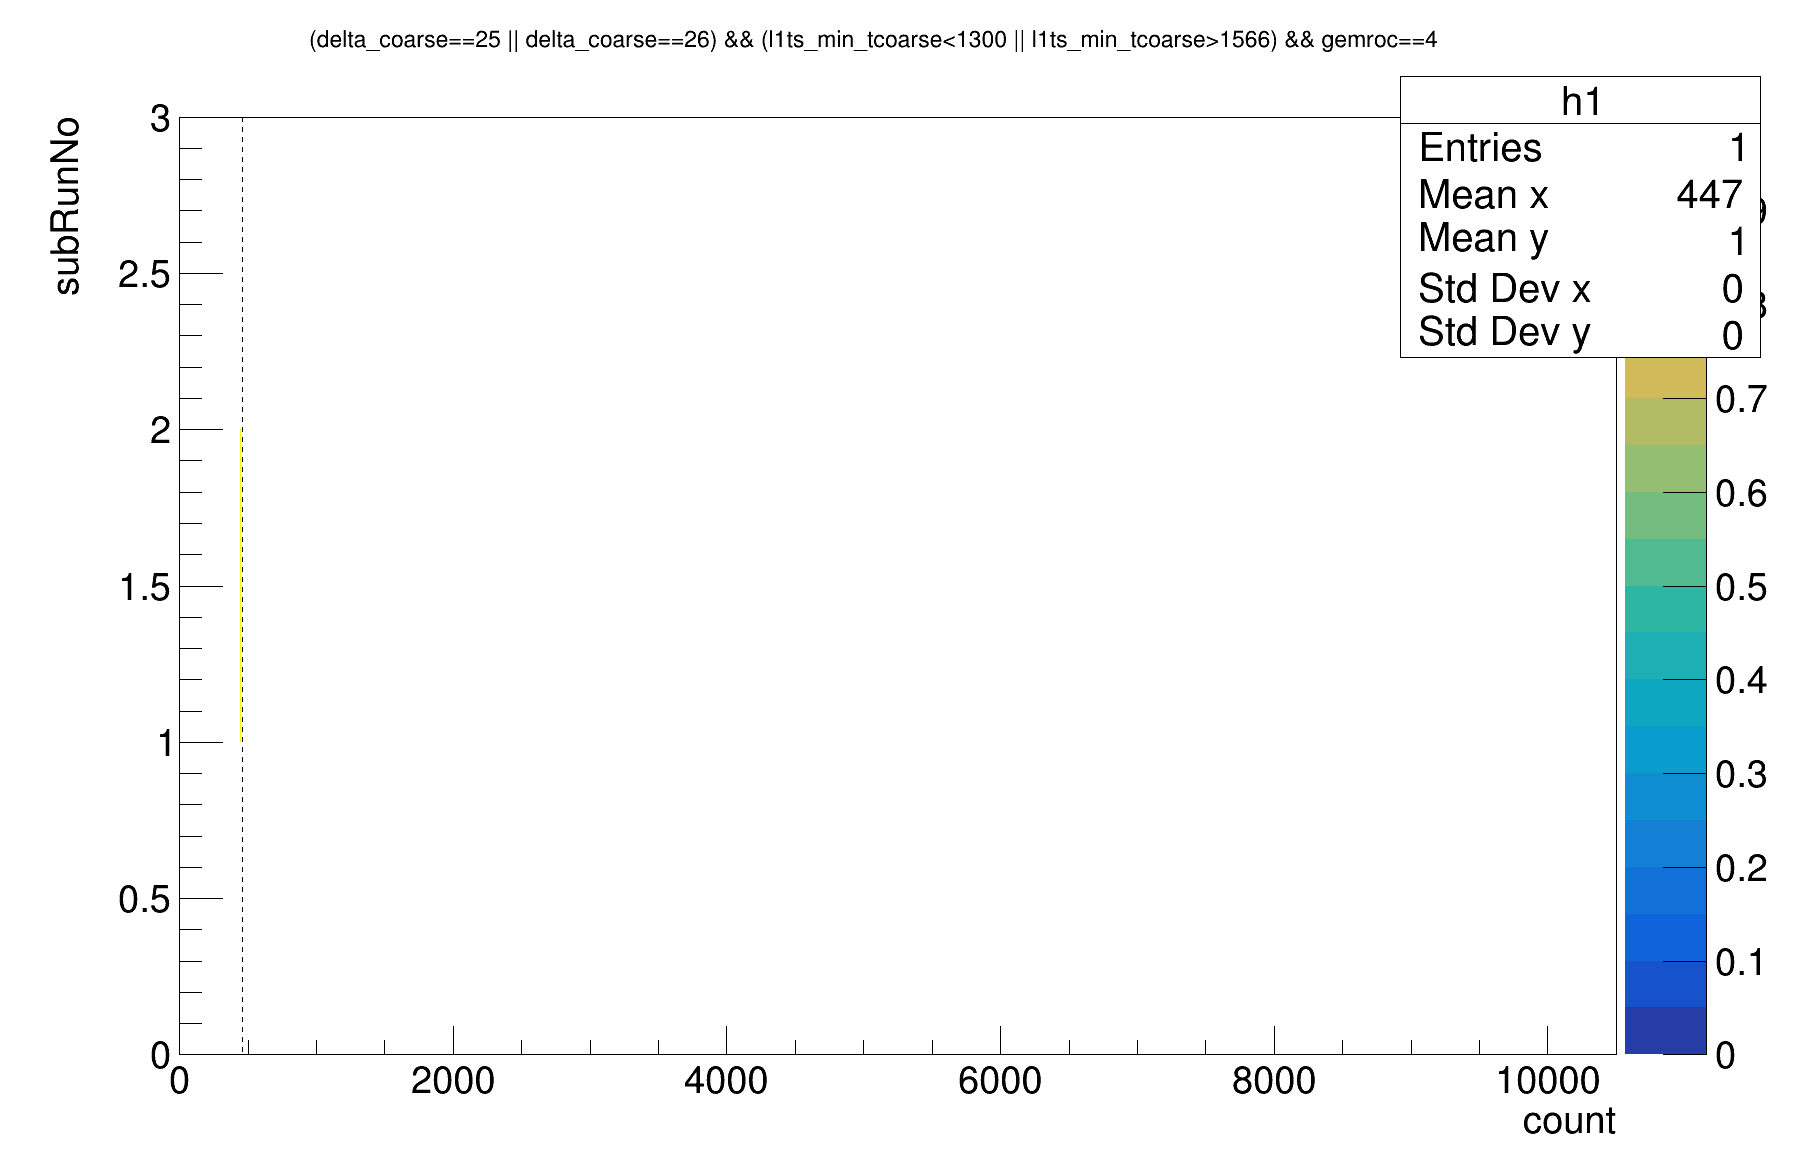 (delta_coarse==25 || delta_coarse==26) && (l1ts_min_tcoarse<1300 || l1ts_min_tcoarse>1566) && gemroc==4
h1
Entries 1
Mean x 447
Mean y 1
Std Dev x 0
Std Dev y 0
subRunNo
3
2.5
2
1.5
1
0.5
0
0 2000 4000 6000 8000 10000
count
0.7
0.6
0.5
0.4
0.3
0.2
0.1
0